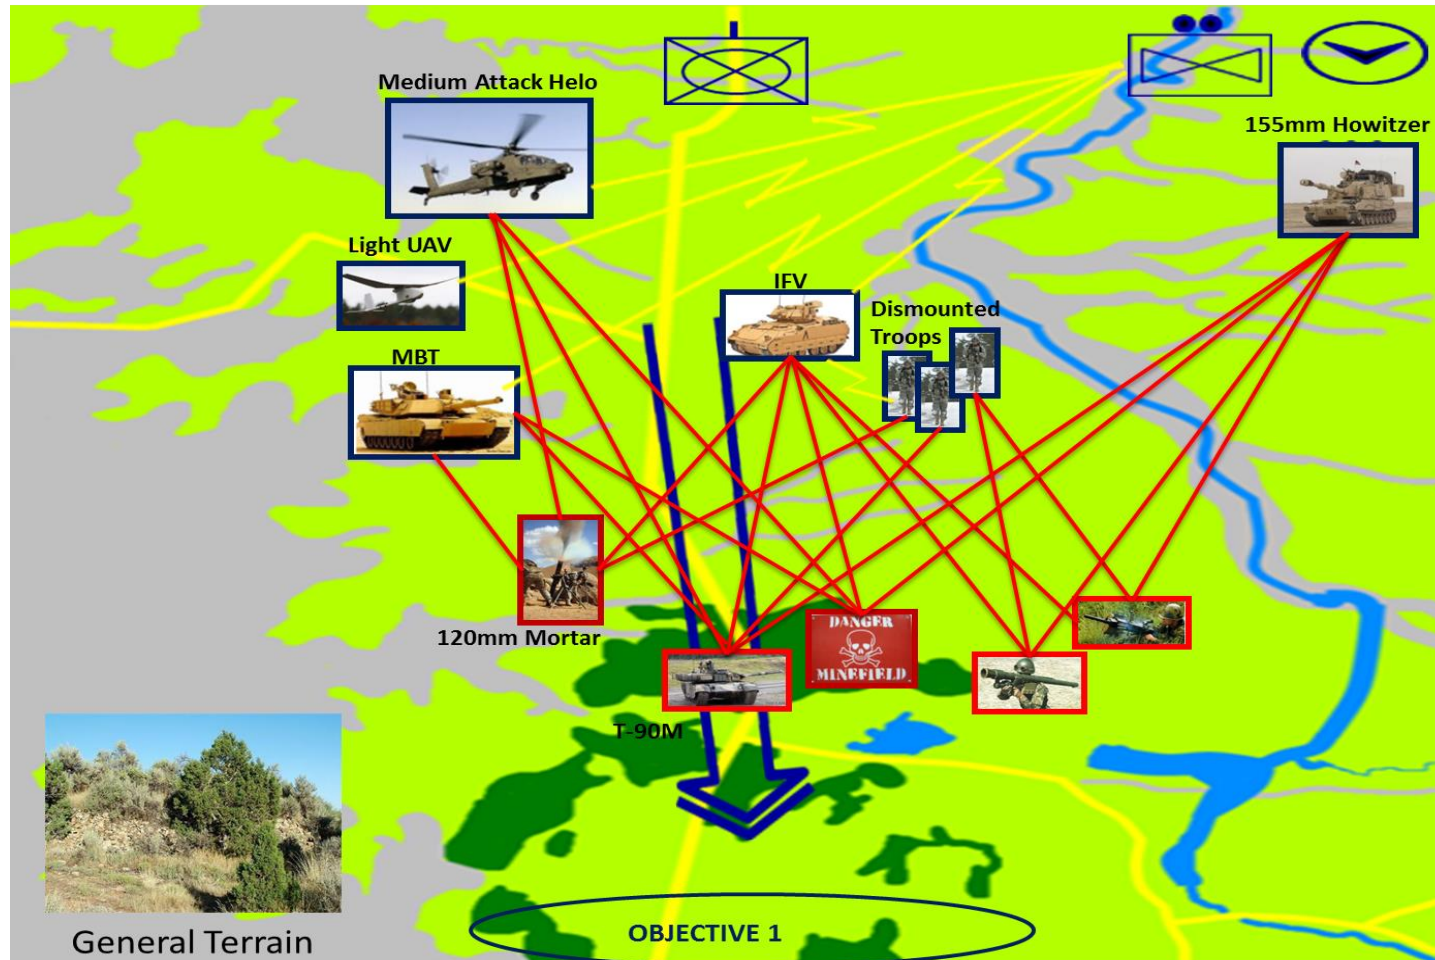 Medium Attack Helo
155mm Howitzer
Light UAV
IFV
Dismounted
Troops
MBT
120mm Mortar
DANGER
MINEFIELD
T-90M
General Terrain
OBJECTIVE 1